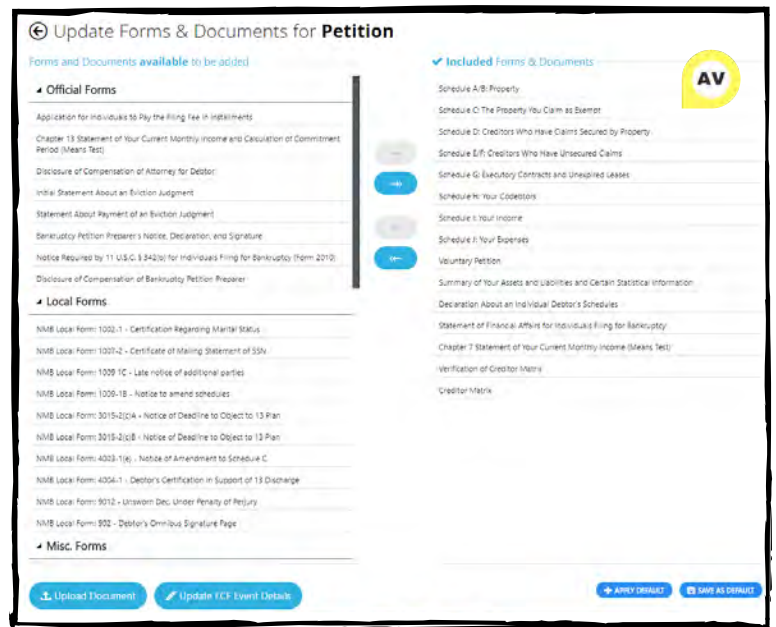 Update Forms & Documents for Petition
Forms and Documents available to be added
Official Forms
Application for Individuals to Pay the Filing Fee in Installments
Chapter 13 Statement of Your Current Monthly Income and Calculation of Commitment
Period (Means Test)
Disclosure of Compensation of Attorney for Debtor
Initial Statement About an Eviction Judgment
Statement About Payment of an Eviction Judgment
Bankruptcy Petition Preparer's Notice, Declaration, and Signature
Notice Required by 11 U.S.C. § 342(b) for Individuals Filing for Bankruptcy (Form 2010)
Disclosure of Compensation of Bankruptcy Petition Preparer
Local Forms
NMB Local Form: 1002-1 - Certification Regarding Marital Status
NMB Local Form: 1007-2 - Certificate of Mailing Statement of SSN
NMB Local Form: 1009-1C - Late notice of additional parties
NMB Local Form: 1009-1B - Notice to amend schedules
NMB Local Form: 3015-2(c)A - Notice of Deadline to Object to 13 Plan
NMB Local Form: 3015-2(c)B - Notice of Deadline to Object to 13 Plan
NMB Local Form: 4003-1(e) - Notice of Amendment to Schedule C
NMB Local Form: 4004-1 - Debtor's Certification in Support of 13 Discharge
NMB Local Form: 9012 - Unsworn Dec. Under Penalty of Perjury
NMB Local Form: 902 - Debtor's Omnibus Signature Page
Misc. Forms
Upload Document
Update ECF Event Details
Included Forms & Documents
AV
Schedule A/B: Property
Schedule C: The Property You Claim as Exempt
Schedule D: Creditors Who Have Claims Secured by Property
Schedule E/F: Creditors Who Have Unsecured Claims
Schedule G: Executory Contracts and Unexpired Leases
Schedule H: Your Codebtors
Schedule I: Your Income
Schedule J: Your Expenses
Voluntary Petition
Summary of Your Assets and Liabilities and Certain Statistical Information
Declaration About an Individual Debtor's Schedules
Statement of Financial Affairs for Individuals Filing for Bankruptcy
Chapter 7 Statement of Your Current Monthly Income (Means Test)
Verification of Creditor Matrix
Creditor Matrix
APPLY DEFAULT
SAVE AS DEFAULT